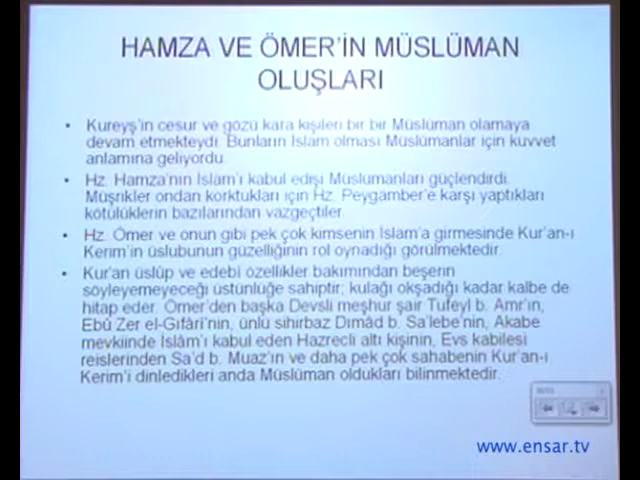 HAMZA VE ÖMER'İN MÜSLÜMAN
OLUŞLARI
• Kureyş'in cesur ve gözü kara kişileri bir bir Müslüman olamaya
devam etmekteydi. Bunların İslam olması Müslümanlar için kuvvet
anlamına geliyordu.
• Hz. Hamza'nın İslam'ı kabul edişi Müslümanları güçlendirdi.
Müşrikler ondan korktukları için Hz. Peygamber'e karşı yaptıkları
kötülüklerin bazılarından vazgeçtiler.
• Hz. Ömer ve onun gibi pek çok kimsenin İslam'a girmesinde Kur'an-ı
Kerim'in üslubunun güzelliğinin rol oynadığı görülmektedir.
• Kur'an üslûp ve edebî özellikler bakımından beşerin
söyleyemeyeceği üstünlüğe sahiptir; kulağı okşadığı kadar kalbe de
hitap eder. Ömer'den başka Devsli meşhur şair Tufeyl b. Amr'ın,
Ebû Zer el-Gıfârî'nin, ünlü sihirbaz Dımâd b. Sa'lebe'nin, Akabe
mevkiinde İslâm'ı kabul eden Hazrecli altı kişinin, Evs kabilesi
reislerinden Sa'd b. Muaz'ın ve daha pek çok sahabenin Kur'an-ı
Kerim'i dinledikleri anda Müslüman oldukları bilinmektedir.
www.ensar.tv